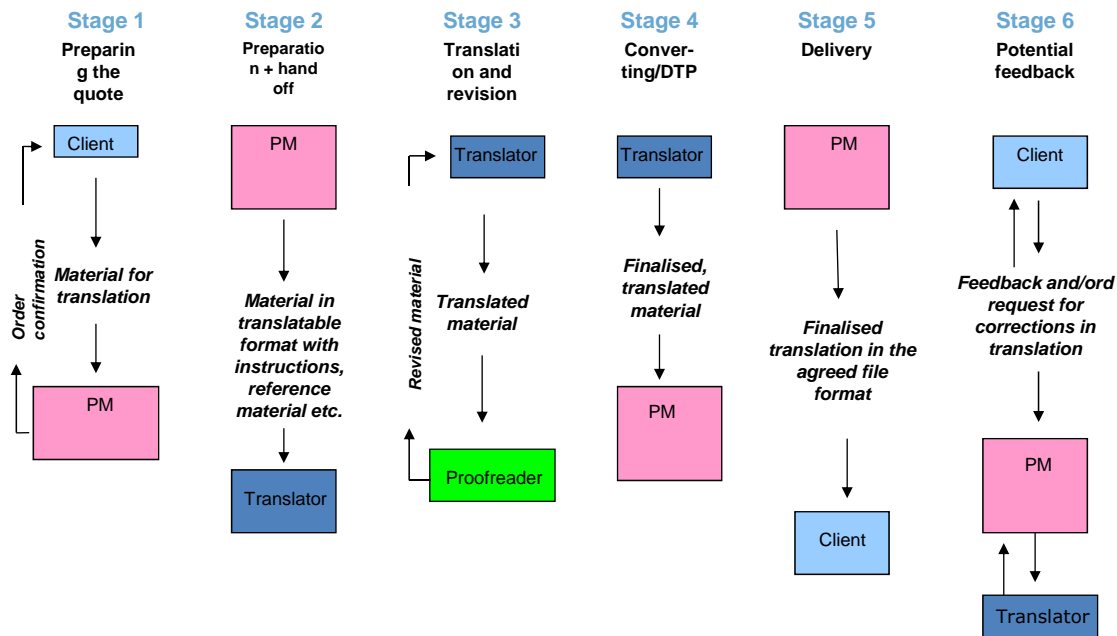 Stage 1
Preparin
g the
quote
Client
Order
confirmation
Material for
translation
PM
Stage 2
Preparatio
n + hand
off
PM
Material in
translatable
format with
instructions,
reference
material etc.
Translator
Stage 3
Translati
on and
revision
Translator
Revised material
Translated
material
Proofreader
Stage 4
Conver-
ting/DTP
Translator
Finalised,
translated
material
PM
Stage 5
Delivery
PM
Finalised
translation in the
agreed file
format
Client
Stage 6
Potential
feedback
Client
Feedback and/ord
request for
corrections in
translation
PM
Translator